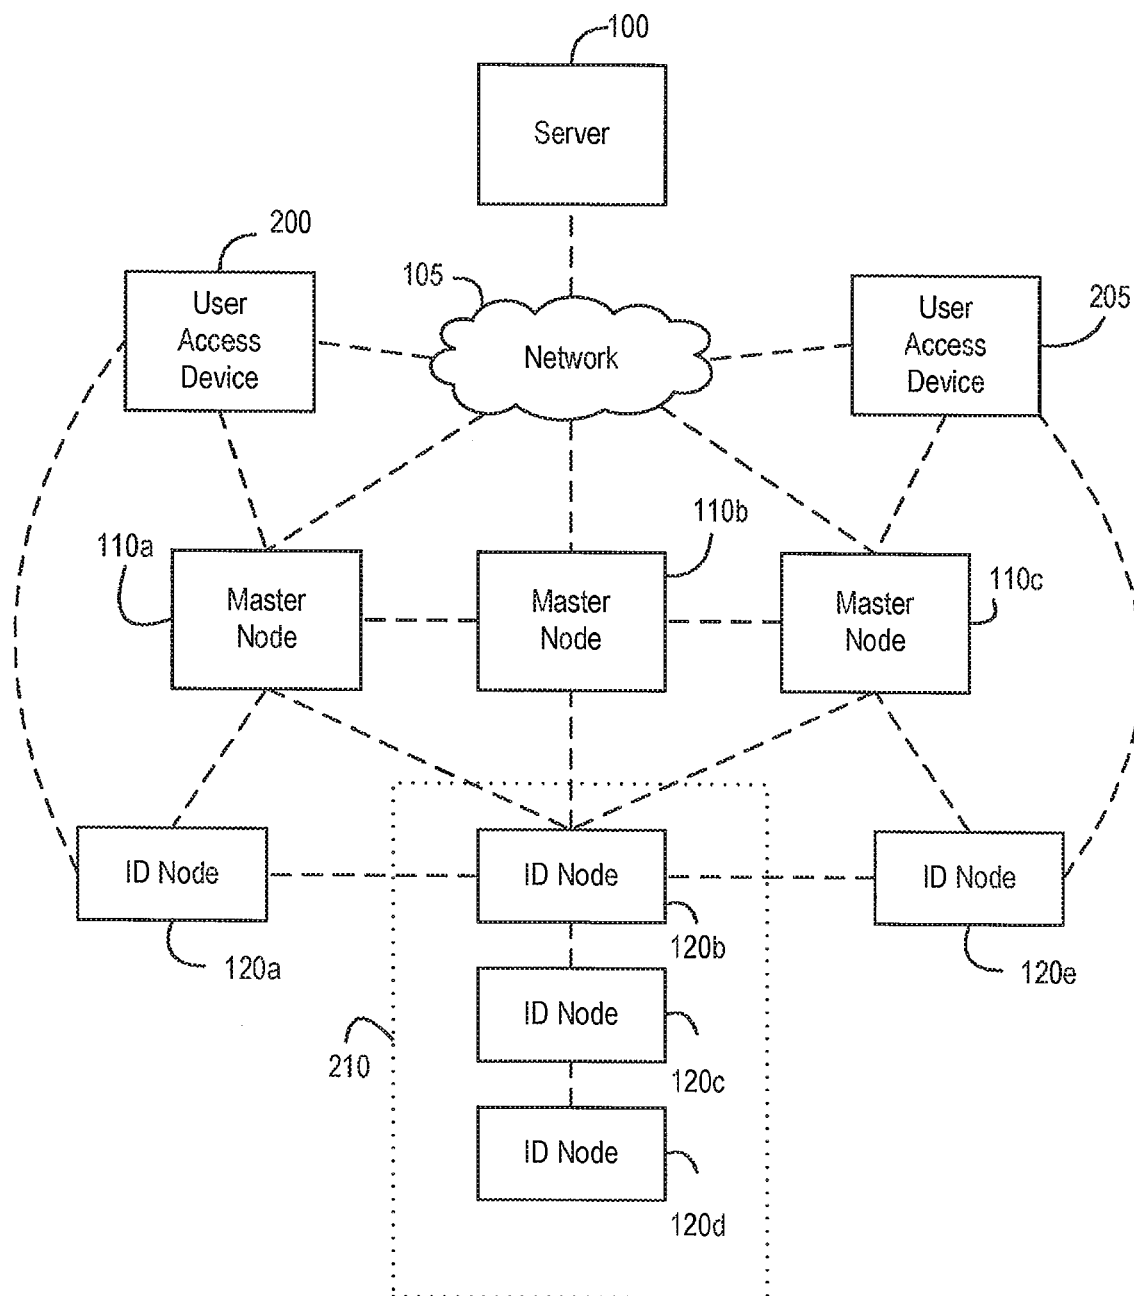 100
Server
200
105
205
User
Access
Device
Network
User
Access
Device
110a
110b
110c
Master
Node
Master
Node
Master
Node
ID Node
ID Node
ID Node
120a
120b
120e
ID Node
210
120c
ID Node
120d